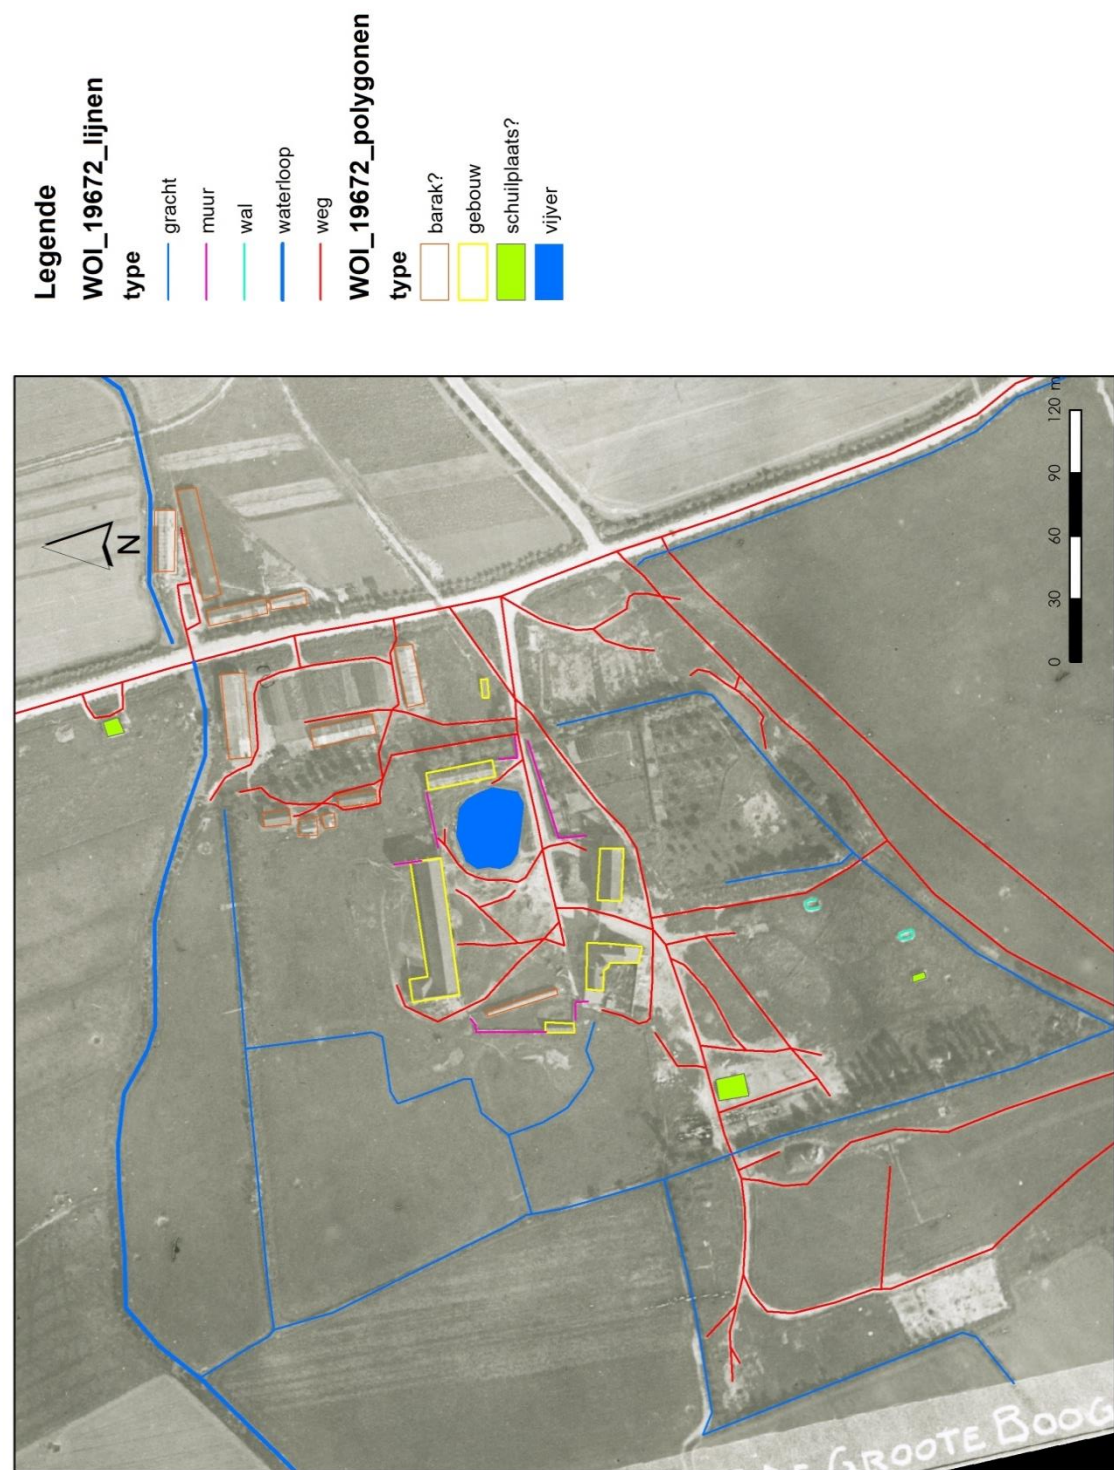 Legende
WOI_19672_lijnen
type
gracht
muur
wal
waterloop
weg
WOI_19672_polygonen
type
barak?
gebouw
schuilplaats?
vijver
N
0 30 60 90 120 m
GROOTE BOOG